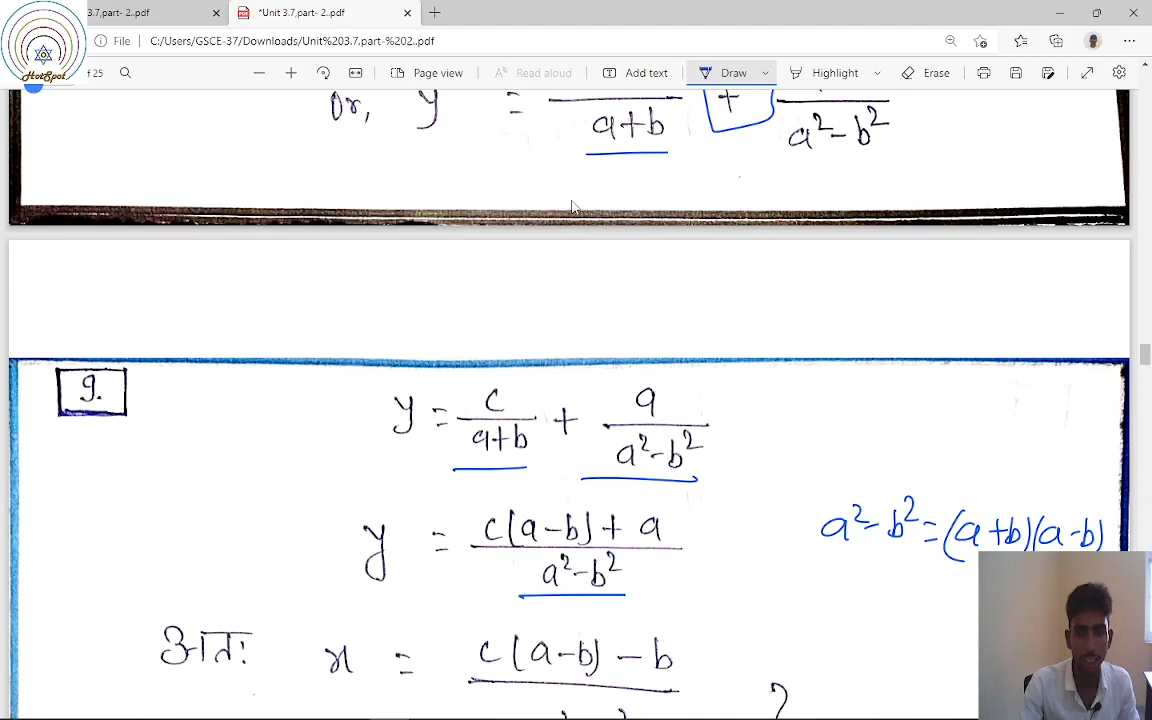 3.7,part- 2..pdf
*Unit 3.7,part- 2..pdf
File C:/Users/GSCE-37/Downloads/Unit%203.7.part-%202..pdf
HotSpot
of 25 Page view Read aloud Add text Draw Highlight Erase
Or, y = ─── + ───
a+b a²-b²
9.
y = c/(a+b) + a/(a²-b²)
y = (c(a-b)+a)/(a²-b²)
a²-b²=(a+b)(a-b)
अतः x = c(a-b)-b